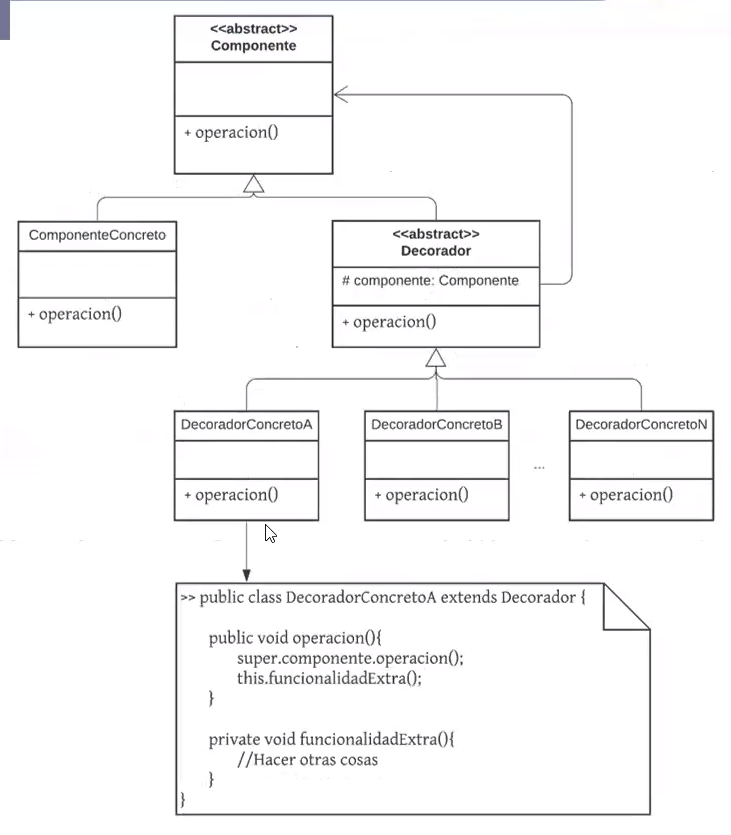 <<abstract>>
Componente
+ operacion()
ComponenteConcreto
+ operacion()
<<abstract>>
Decorador
# componente: Componente
+ operacion()
DecoradorConcretoA
+ operacion()
DecoradorConcretoB
+ operacion()
...
DecoradorConcretoN
+ operacion()
>> public class DecoradorConcretoA extends Decorador {
public void operacion(){
super.componente.operacion();
this.funcionalidadExtra();
}
private void funcionalidadExtra(){
//Hacer otras cosas
}
}